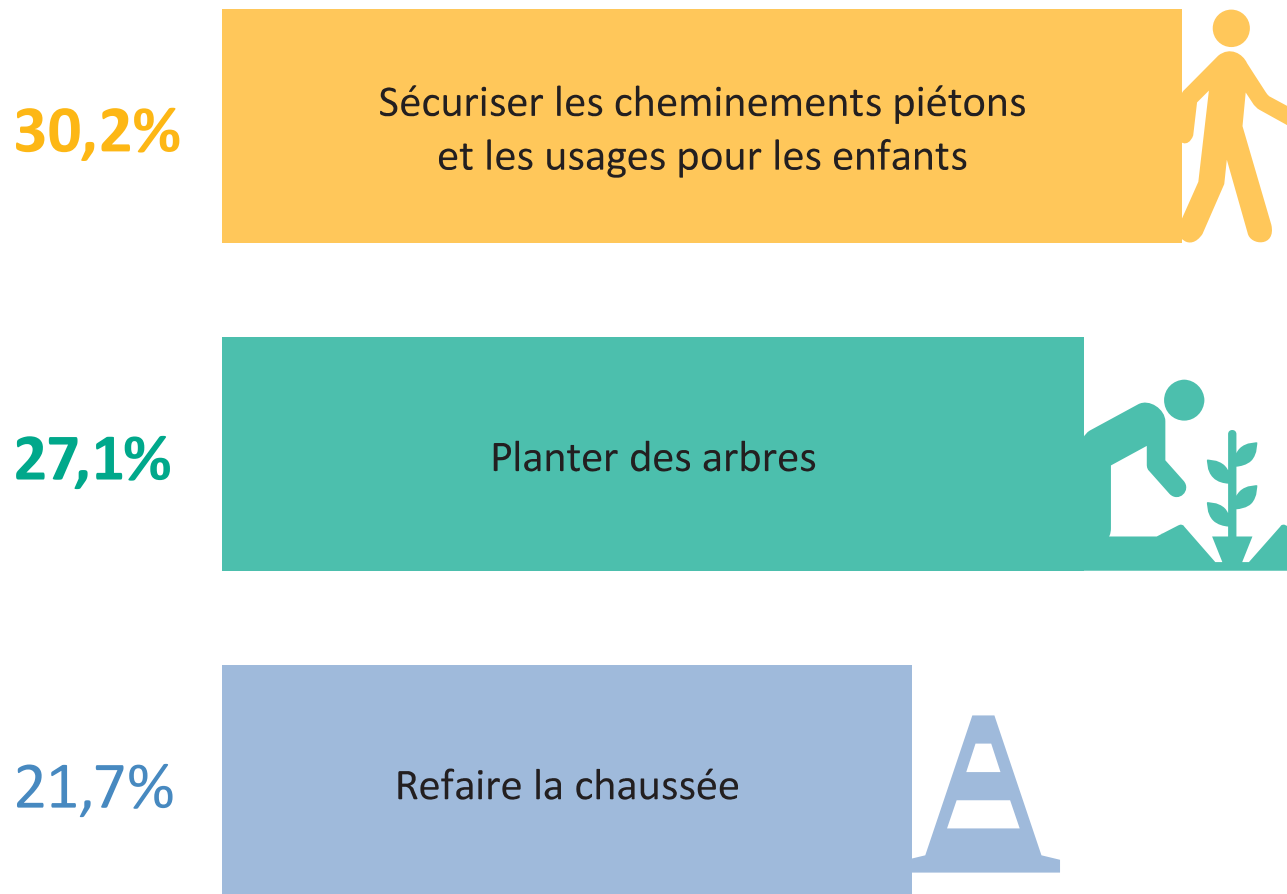 30,2%
Sécuriser les cheminements piétons
et les usages pour les enfants
27,1%
Planter des arbres
21,7%
Refaire la chaussée